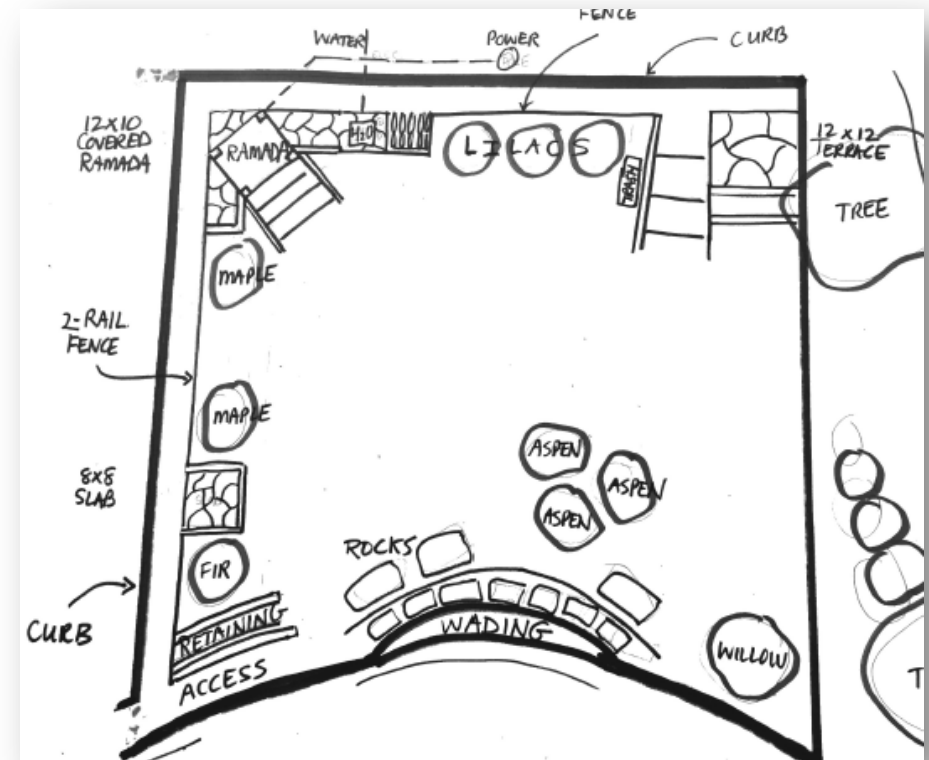 FENCE
WATER
POWER
CURB
12X10
COVERED
RAMADA
RAMADA
H2O
LILACS
12 X 12
TERRACE
TREE
MAPLE
2-RAIL
FENCE
MAPLE
8X8
SLAB
ASPEN
ASPEN
ASPEN
ROCKS
FIR
CURB
RETAINING
WADING
WILLOW
ACCESS
T